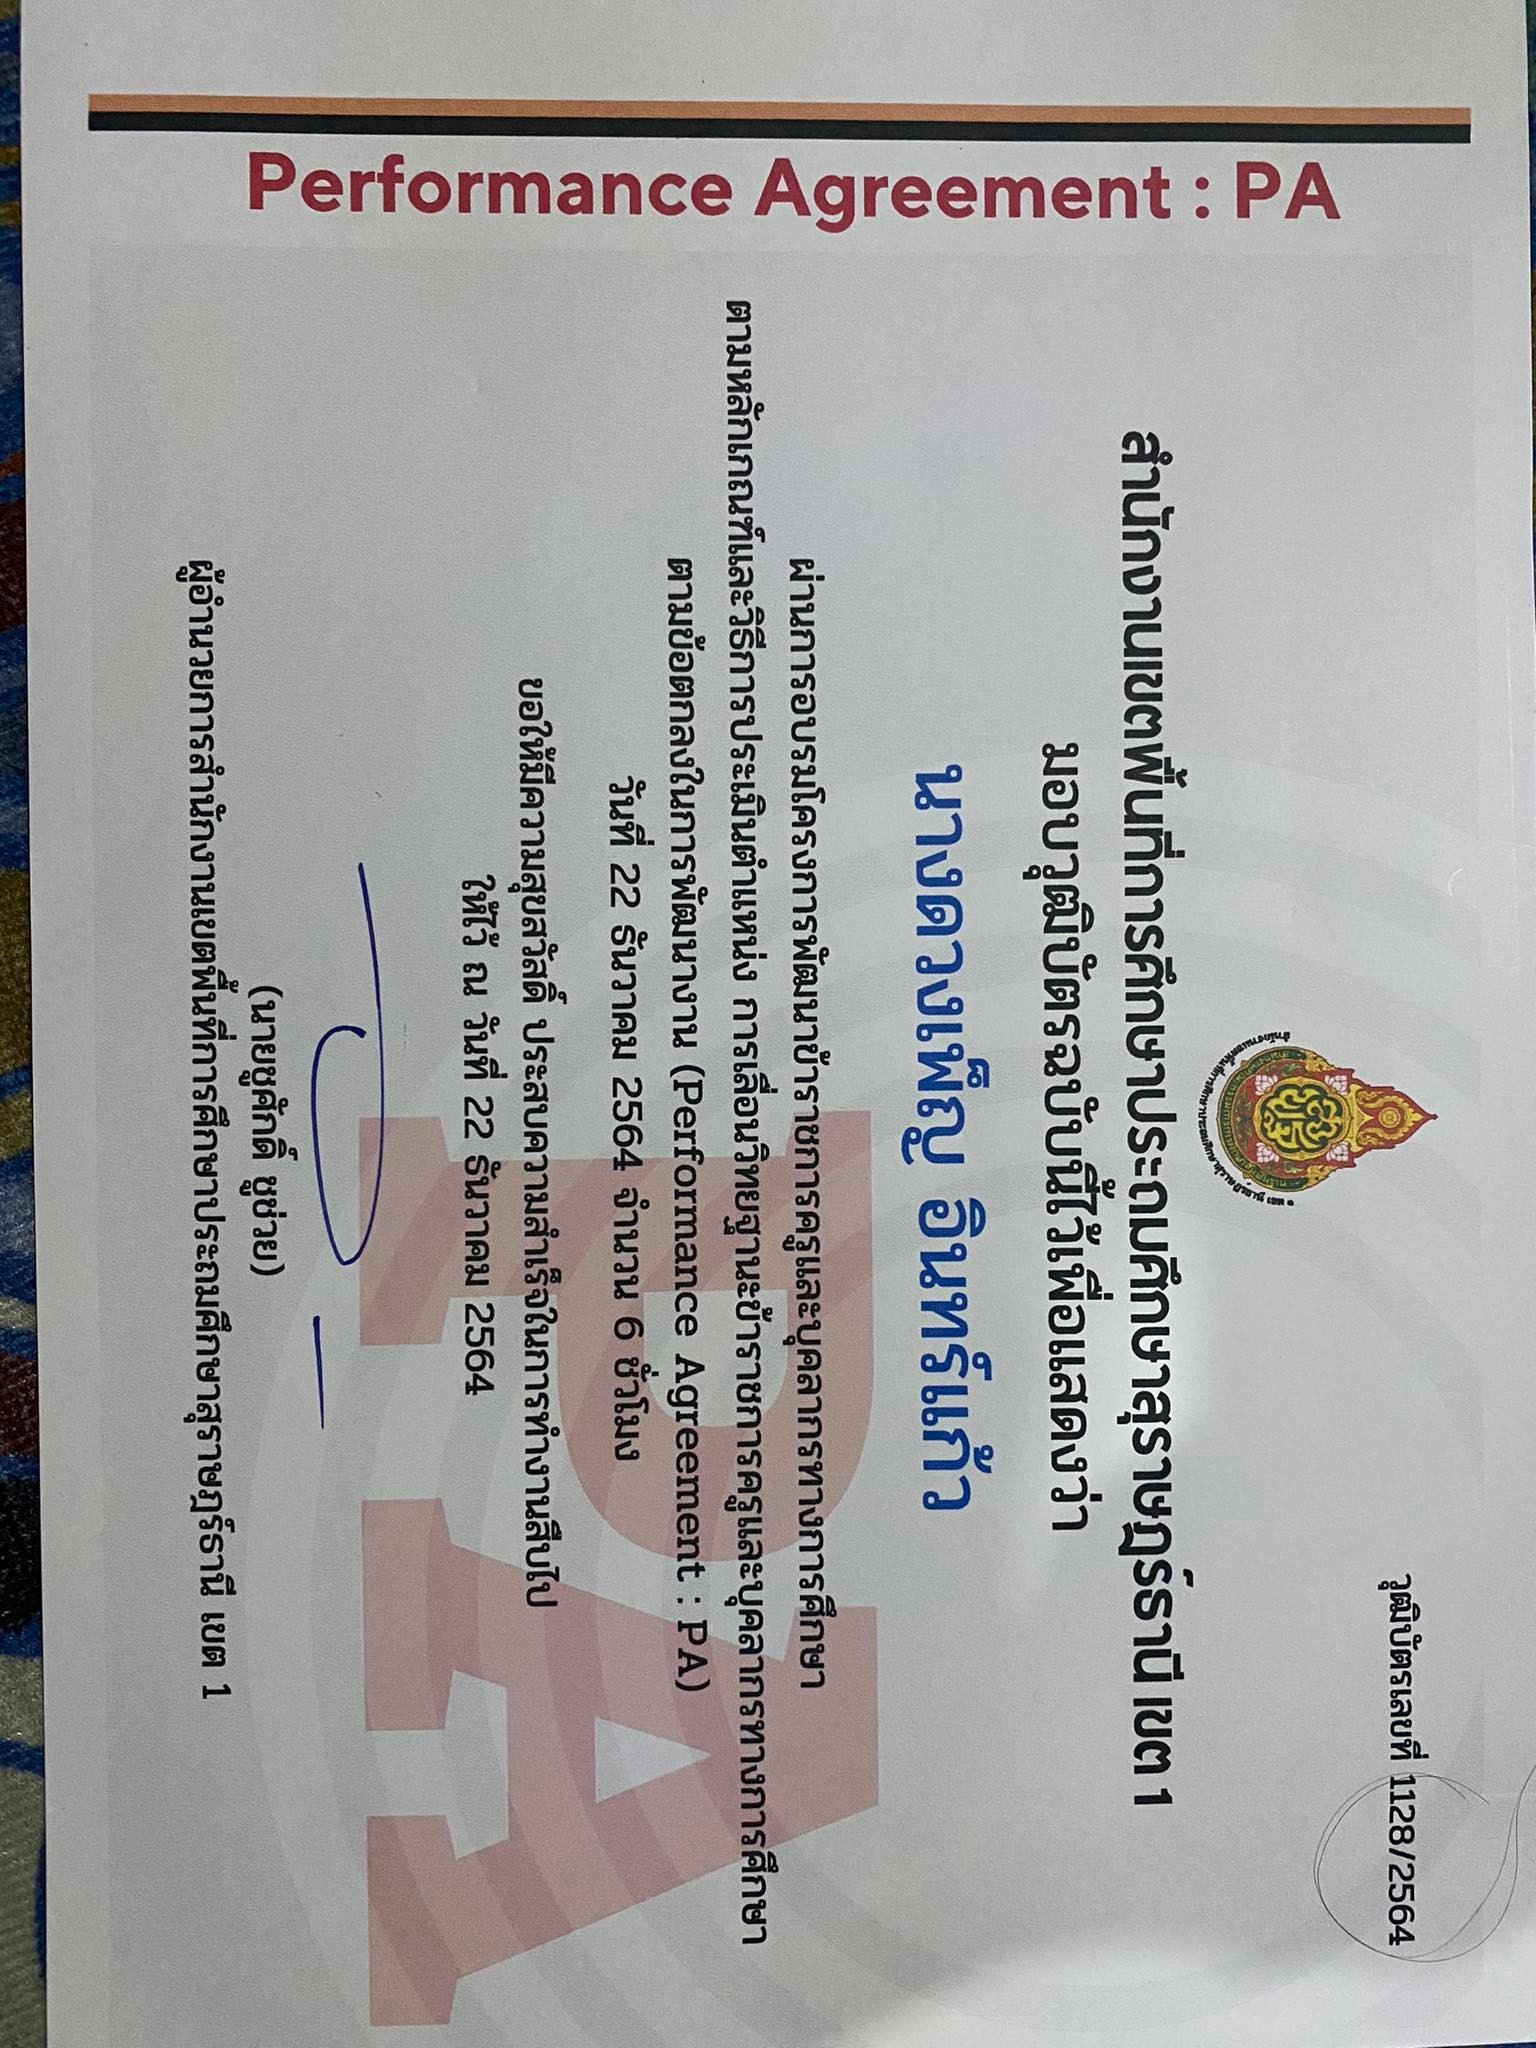 วุฒิบัตรเลขที่ 1128/2564
สำนักงานเขตพื้นที่การศึกษาประถมศึกษาสุราษฎร์ธานี เขต 1
มอบวุฒิบัตรฉบับนี้ไว้เพื่อแสดงว่า
นางดวงเพ็ญ อินทร์แก้ว
ผ่านการอบรมโครงการพัฒนาข้าราชการครูและบุคลากรทางการศึกษา
ตามหลักเกณฑ์และวิธีการประเมินตำแหน่ง การเลื่อนวิทยฐานะข้าราชการครูและบุคลากรทางการศึกษา
ตามข้อตกลงในการพัฒนางาน (Performance Agreement : PA)
วันที่ 22 ธันวาคม 2564 จำนวน 6 ชั่วโมง
ขอให้มีความสุขสวัสดิ์ ประสบความสำเร็จในการทำงานสืบไป
ให้ไว้ ณ วันที่ 22 ธันวาคม 2564
PA
(นายชูศักดิ์ ชูช่วย)
ผู้อำนวยการสำนักงานเขตพื้นที่การศึกษาประถมศึกษาสุราษฎร์ธานี เขต 1
Performance Agreement : PA